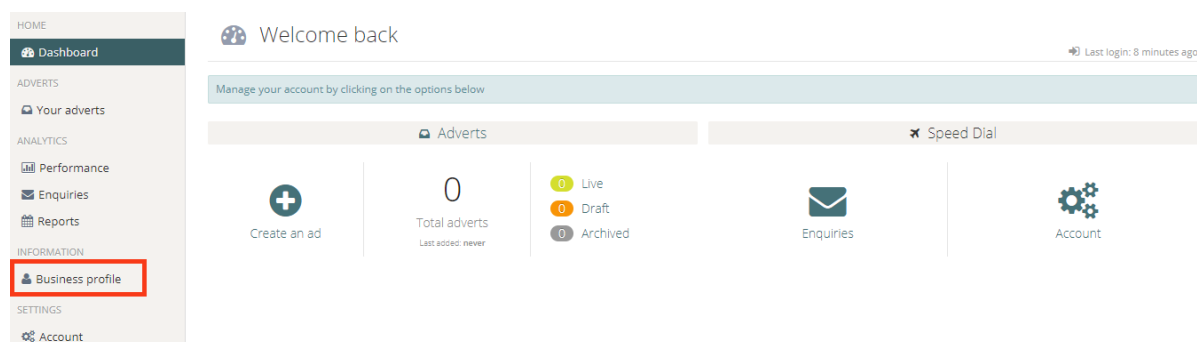 HOME
Dashboard
ADVERTS
Your adverts
ANALYTICS
Performance
Enquiries
Reports
INFORMATION
Business profile
SETTINGS
Account
Welcome back
Last login: 8 minutes ago
Manage your account by clicking on the options below
Adverts
Create an ad
0
Total adverts
Last added: never
0 Live
0 Draft
0 Archived
Speed Dial
Enquiries
Account